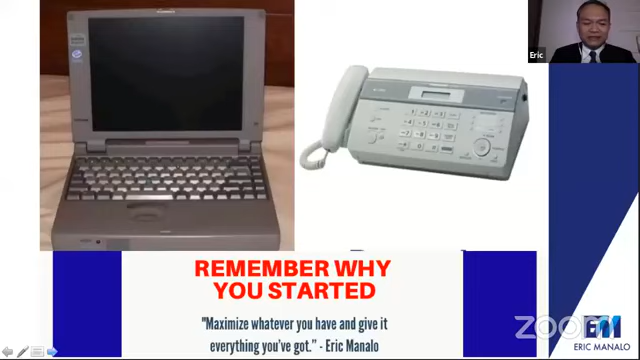 Eric
REMEMBER WHY
YOU STARTED
"Maximize whatever you have and give it
everything you've got." - Eric Manalo
zoom
EM
ERIC MANALO